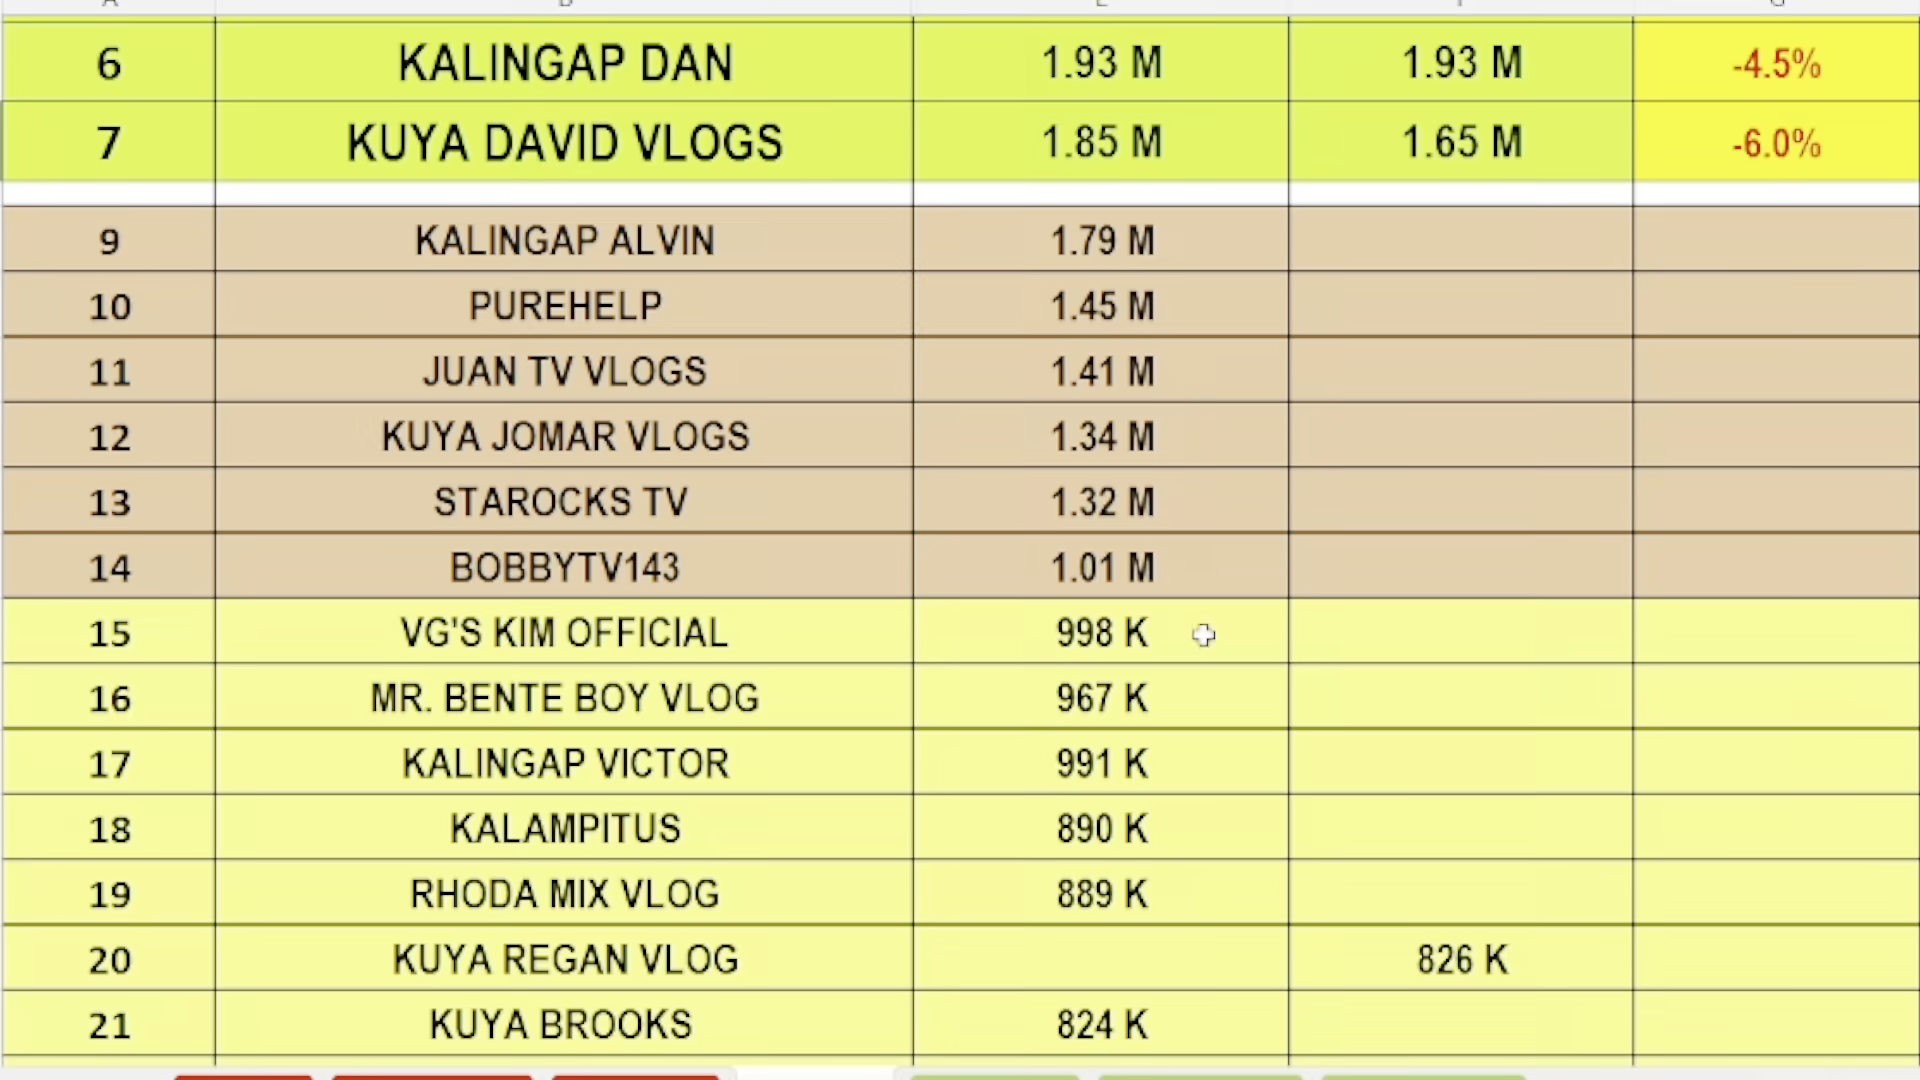 6 KALINGAP DAN 1.93 M 1.93 M -4.5%
7 KUYA DAVID VLOGS 1.85 M 1.65 M -6.0%
9 KALINGAP ALVIN 1.79 M
10 PUREHELP 1.45 M
11 JUAN TV VLOGS 1.41 M
12 KUYA JOMAR VLOGS 1.34 M
13 STAROCKS TV 1.32 M
14 BOBBYTV143 1.01 M
15 VG'S KIM OFFICIAL 998 K
16 MR. BENTE BOY VLOG 967 K
17 KALINGAP VICTOR 991 K
18 KALAMPITUS 890 K
19 RHODA MIX VLOG 889 K
20 KUYA REGAN VLOG 826 K
21 KUYA BROOKS 824 K